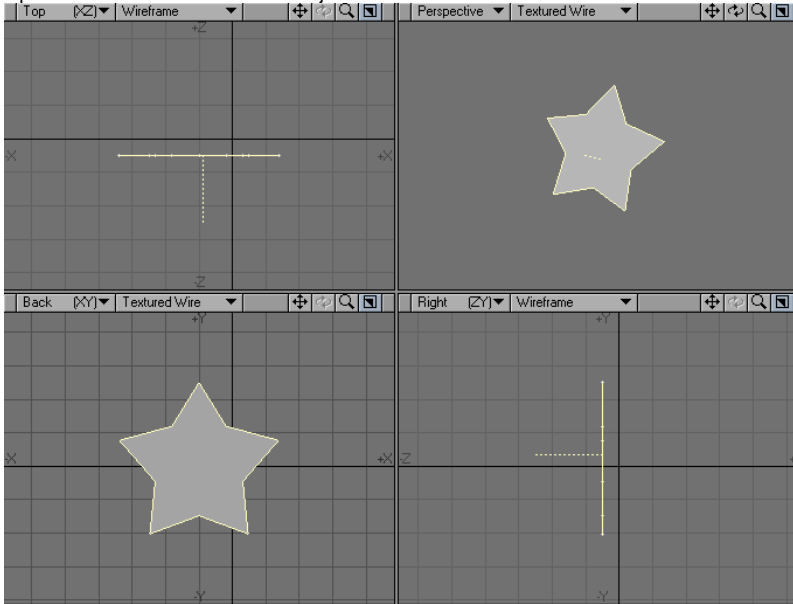 Top (XZ) Wireframe
Perspective Textured Wire
+Z
-X +X
-Z
Back (XY) Textured Wire
Right (ZY) Wireframe
+Y +Y
-X +X -Z
-Y -Y